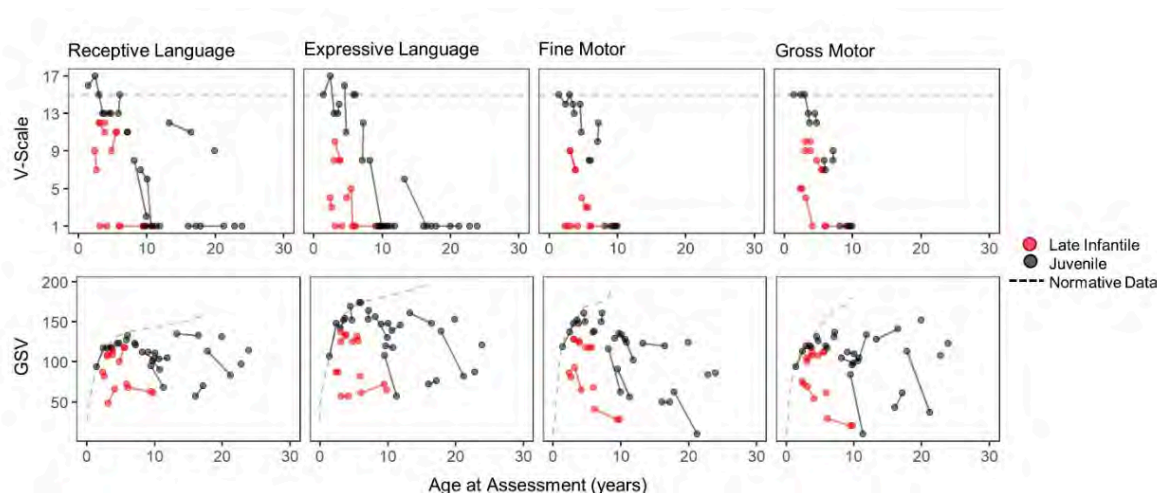 Receptive Language
Expressive Language
Fine Motor
Gross Motor
V-Scale
17
13
9
5
1
0 10 20 30
0 10 20 30
0 10 20 30
0 10 20 30
Late Infantile
Juvenile
Normative Data
GSV
200
150
100
50
0 10 20 30
0 10 20 30
0 10 20 30
0 10 20 30
Age at Assessment (years)